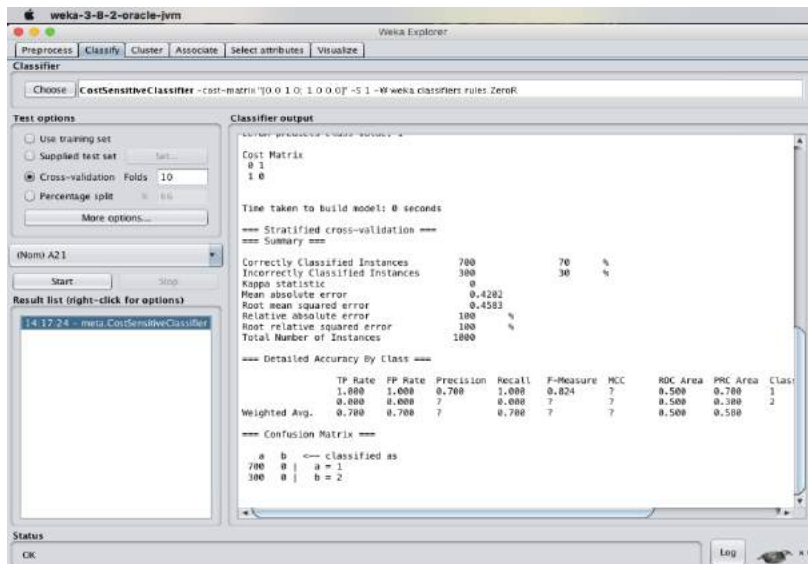 weka-3-8-2-oracle-jvm
Weka Explorer
Preprocess Classify Cluster Associate Select attributes Visualize
Classifier
Choose CostSensitiveClassifier -cost-matrix "[0.0 1.0; 1.0 0.0]" -S 1 -W weka.classifiers.rules.ZeroR
Test options
Use training set
Supplied test set Set...
Cross-validation Folds 10
Percentage split % 66
More options...
(Nom) A21
Start Stop
Result list (right-click for options)
14:17:24 - meta.CostSensitiveClassifier
Classifier output
ZeroR predicts class value: 1
Cost Matrix
0 1
1 0
Time taken to build model: 0 seconds
=== Stratified cross-validation ===
=== Summary ===
Correctly Classified Instances 700 70 %
Incorrectly Classified Instances 300 30 %
Kappa statistic 0
Mean absolute error 0.4202
Root mean squared error 0.4583
Relative absolute error 100 %
Root relative squared error 100 %
Total Number of Instances 1000
=== Detailed Accuracy By Class ===
TP Rate FP Rate Precision Recall F-Measure MCC ROC Area PRC Area Class
1.000 1.000 0.700 1.000 0.824 ? 0.500 0.700 1
0.000 0.000 ? 0.000 ? ? 0.500 0.300 2
Weighted Avg. 0.700 0.700 ? 0.700 ? ? 0.500 0.580
=== Confusion Matrix ===
a b <-- classified as
700 0 | a = 1
300 0 | b = 2
Status
OK
Log
x